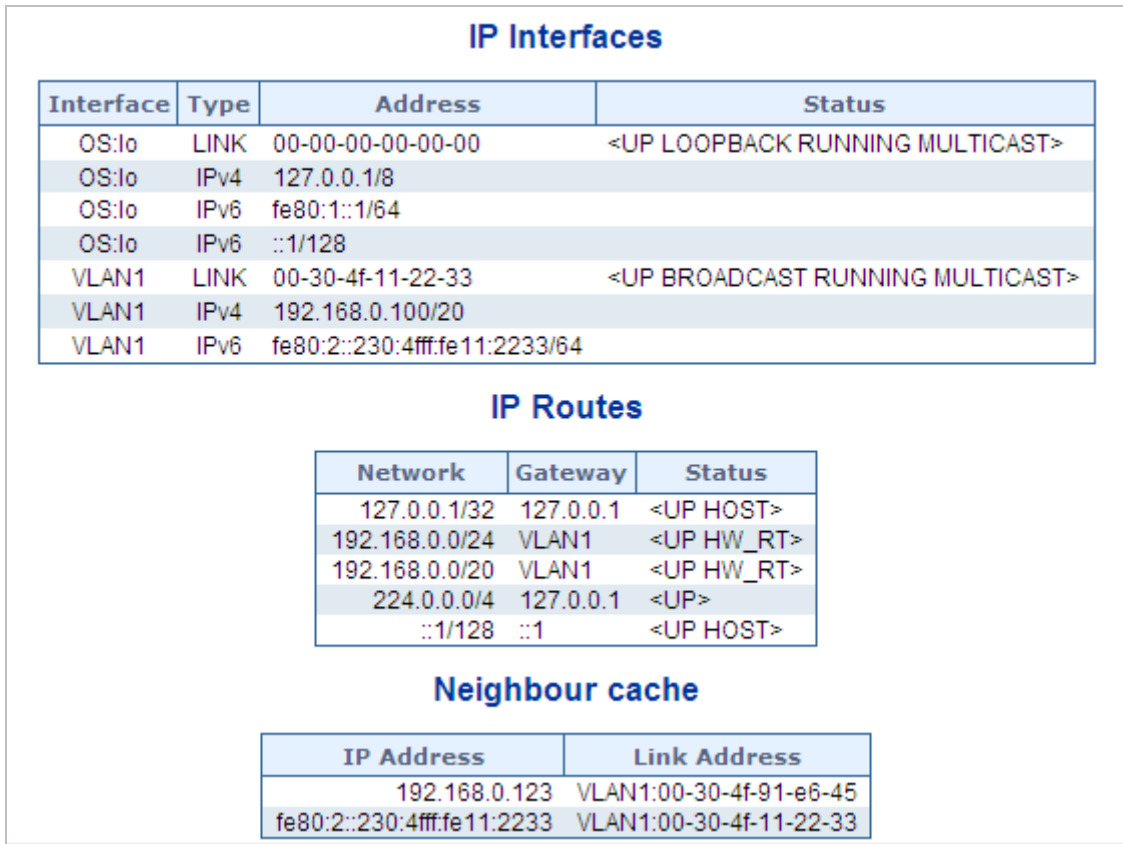 IP Interfaces
Interface Type Address Status
OS:lo LINK 00-00-00-00-00-00 <UP LOOPBACK RUNNING MULTICAST>
OS:lo IPv4 127.0.0.1/8
OS:lo IPv6 fe80:1::1/64
OS:lo IPv6 ::1/128
VLAN1 LINK 00-30-4f-11-22-33 <UP BROADCAST RUNNING MULTICAST>
VLAN1 IPv4 192.168.0.100/20
VLAN1 IPv6 fe80:2::230:4fff:fe11:2233/64
IP Routes
Network Gateway Status
127.0.0.1/32 127.0.0.1 <UP HOST>
192.168.0.0/24 VLAN1 <UP HW_RT>
192.168.0.0/20 VLAN1 <UP HW_RT>
224.0.0.0/4 127.0.0.1 <UP>
::1/128 ::1 <UP HOST>
Neighbour cache
IP Address Link Address
192.168.0.123 VLAN1:00-30-4f-91-e6-45
fe80:2::230:4fff:fe11:2233 VLAN1:00-30-4f-11-22-33